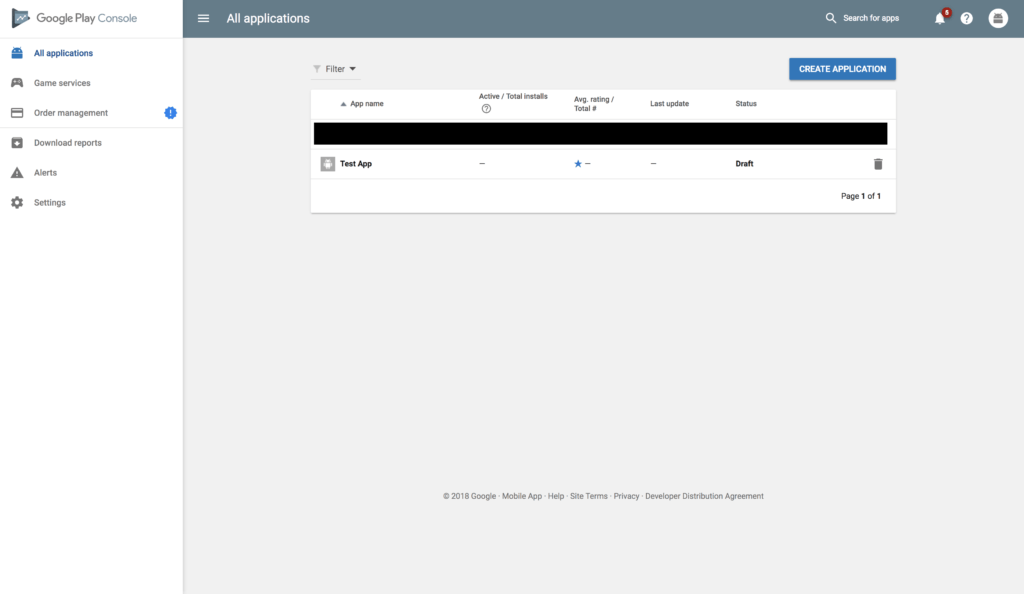 Google Play Console
All applications
Search for apps
5
?
All applications
Game services
Order management
!
Download reports
Alerts
Settings
Filter
CREATE APPLICATION
App name
Active / Total installs
?
Avg. rating /
Total #
Last update
Status
Test App
–
★ –
–
Draft
Page 1 of 1
© 2018 Google · Mobile App · Help · Site Terms · Privacy · Developer Distribution Agreement